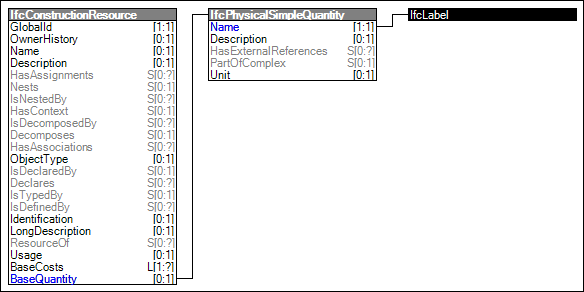 IfcConstructionResource
GlobalId [1:1]
OwnerHistory [0:1]
Name [0:1]
Description [0:1]
HasAssignments S[0:?]
Nests S[0:1]
IsNestedBy S[0:?]
HasContext S[0:1]
IsDecomposedBy S[0:?]
Decomposes S[0:1]
HasAssociations S[0:?]
ObjectType [0:1]
IsDeclaredBy S[0:1]
Declares S[0:?]
IsTypedBy S[0:1]
IsDefinedBy S[0:?]
Identification [0:1]
LongDescription [0:1]
ResourceOf S[0:?]
Usage [0:1]
BaseCosts L[1:?]
BaseQuantity [0:1]
IfcPhysicalSimpleQuantity
Name [1:1]
Description [0:1]
HasExternalReferences S[0:?]
PartOfComplex S[0:1]
Unit [0:1]
IfcLabel